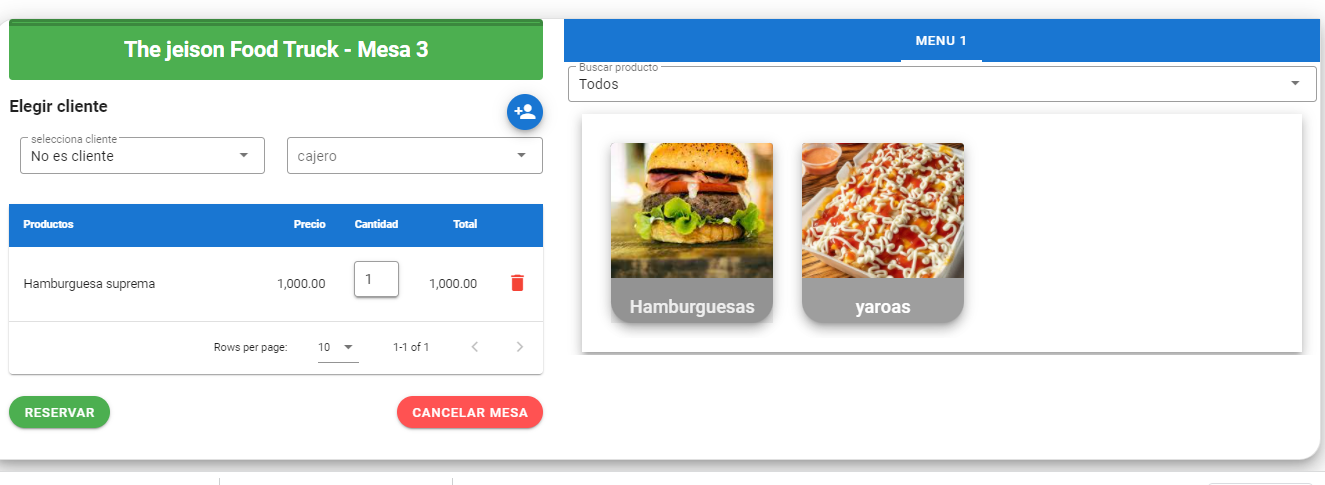 The jeison Food Truck - Mesa 3
Elegir cliente
selecciona cliente
No es cliente
cajero
Productos Precio Cantidad Total
Hamburguesa suprema 1,000.00 1 1,000.00
Rows per page: 10 1-1 of 1
RESERVAR CANCELAR MESA
MENU 1
Buscar producto
Todos
Hamburguesas yaroas